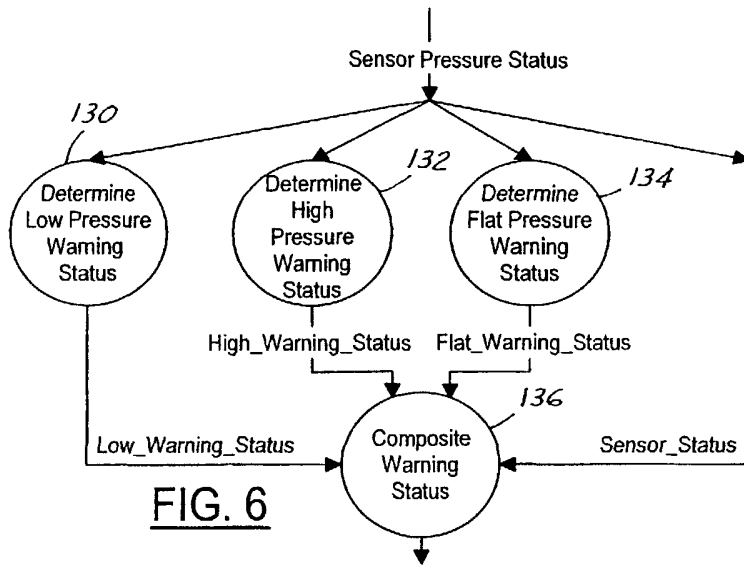 Sensor Pressure Status
130
Determine
Low Pressure
Warning
Status
132
Determine
High
Pressure
Warning
Status
134
Determine
Flat Pressure
Warning
Status
High_Warning_Status
Flat_Warning_Status
136
Composite
Warning
Status
Low_Warning_Status
Sensor_Status
FIG. 6